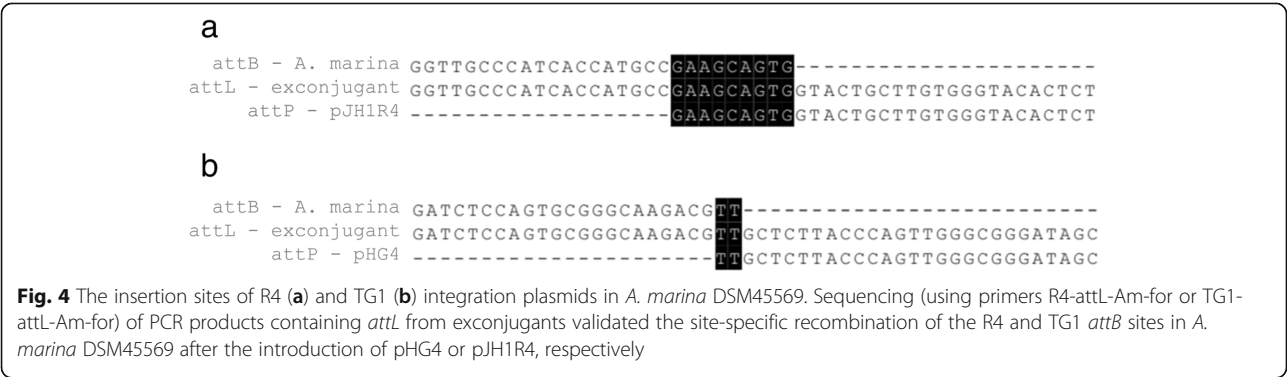 a
attB - A. marina GGTTGCCCATCACCATGCCGAAGCAGTG----------------------
attL - exconjugant GGTTGCCCATCACCATGCCGAAGCAGTGGTACTGCTTGTGGGTACACTCT
attP - pJH1R4 -------------------GAAGCAGTGGTACTGCTTGTGGGTACACTCT
b
attB - A. marina GATCTCCAGTGCGGGCAAGACGTT--------------------------
attL - exconjugant GATCTCCAGTGCGGGCAAGACGTTGCTCTTACCCAGTTGGGCGGGATAGC
attP - pHG4 ----------------------TTGCTCTTACCCAGTTGGGCGGGATAGC
Fig. 4 The insertion sites of R4 (a) and TG1 (b) integration plasmids in A. marina DSM45569. Sequencing (using primers R4-attL-Am-for or TG1-
attL-Am-for) of PCR products containing attL from exconjugants validated the site-specific recombination of the R4 and TG1 attB sites in A.
marina DSM45569 after the introduction of pHG4 or pJH1R4, respectively